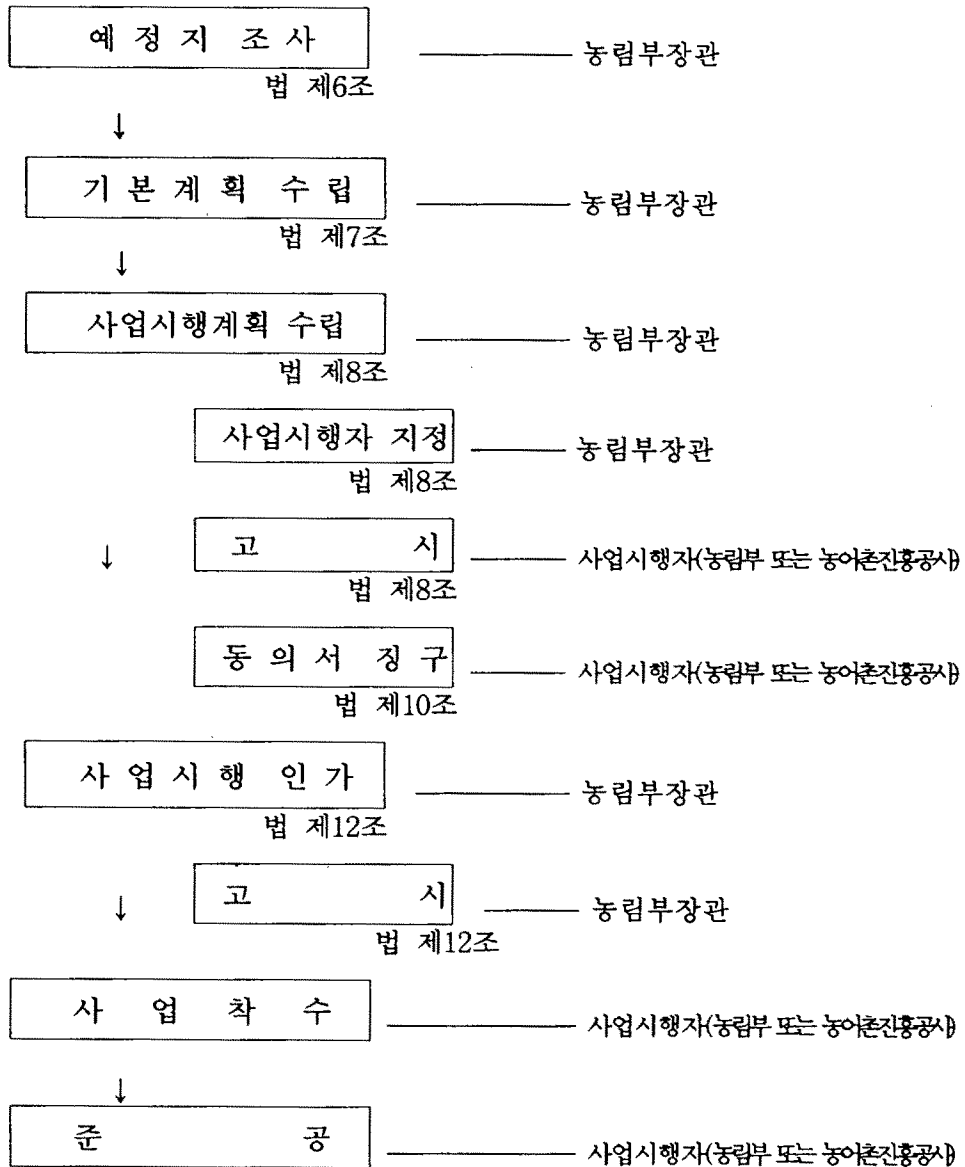 예 정 지 조 사 ──── 농림부장관
법 제6조
↓
기 본 계 획 수 립 ──── 농림부장관
법 제7조
↓
사업시행계획 수립 ──── 농림부장관
법 제8조
사업시행자 지정 ──── 농림부장관
법 제8조
↓ 고 시 ──── 사업시행자(농림부 또는 농어촌진흥공사)
법 제8조
동 의 서 징 구 ──── 사업시행자(농림부 또는 농어촌진흥공사)
법 제10조
사 업 시 행 인 가 ──── 농림부장관
법 제12조
↓ 고 시 ──── 농림부장관
법 제12조
사 업 착 수 ──── 사업시행자(농림부 또는 농어촌진흥공사)
↓
준 공 ──── 사업시행자(농림부 또는 농어촌진흥공사)